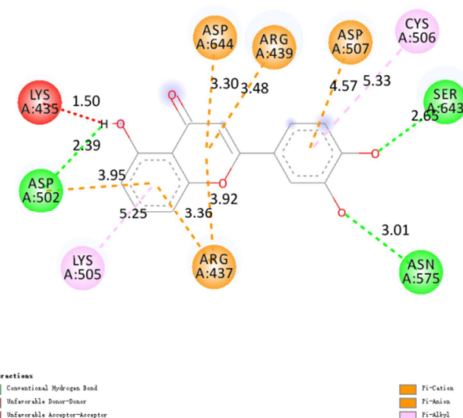 CYS
A:506
ASP
A:644
ARG
A:439
ASP
A:507
LYS
A:435
1.50
3.30
3.48
4.57
5.33
SER
A:643
2.65
H
O
O
O
2.39
ASP
A:502
3.95
5.25
3.36
3.92
O
O
3.01
LYS
A:505
ARG
A:437
ASN
A:575
ractions
Conventional Hydrogen Bond
Unfavorable Donor-Donor
Unfavorable Acceptor-Acceptor
Pi-Cation
Pi-Anion
Pi-Alkyl